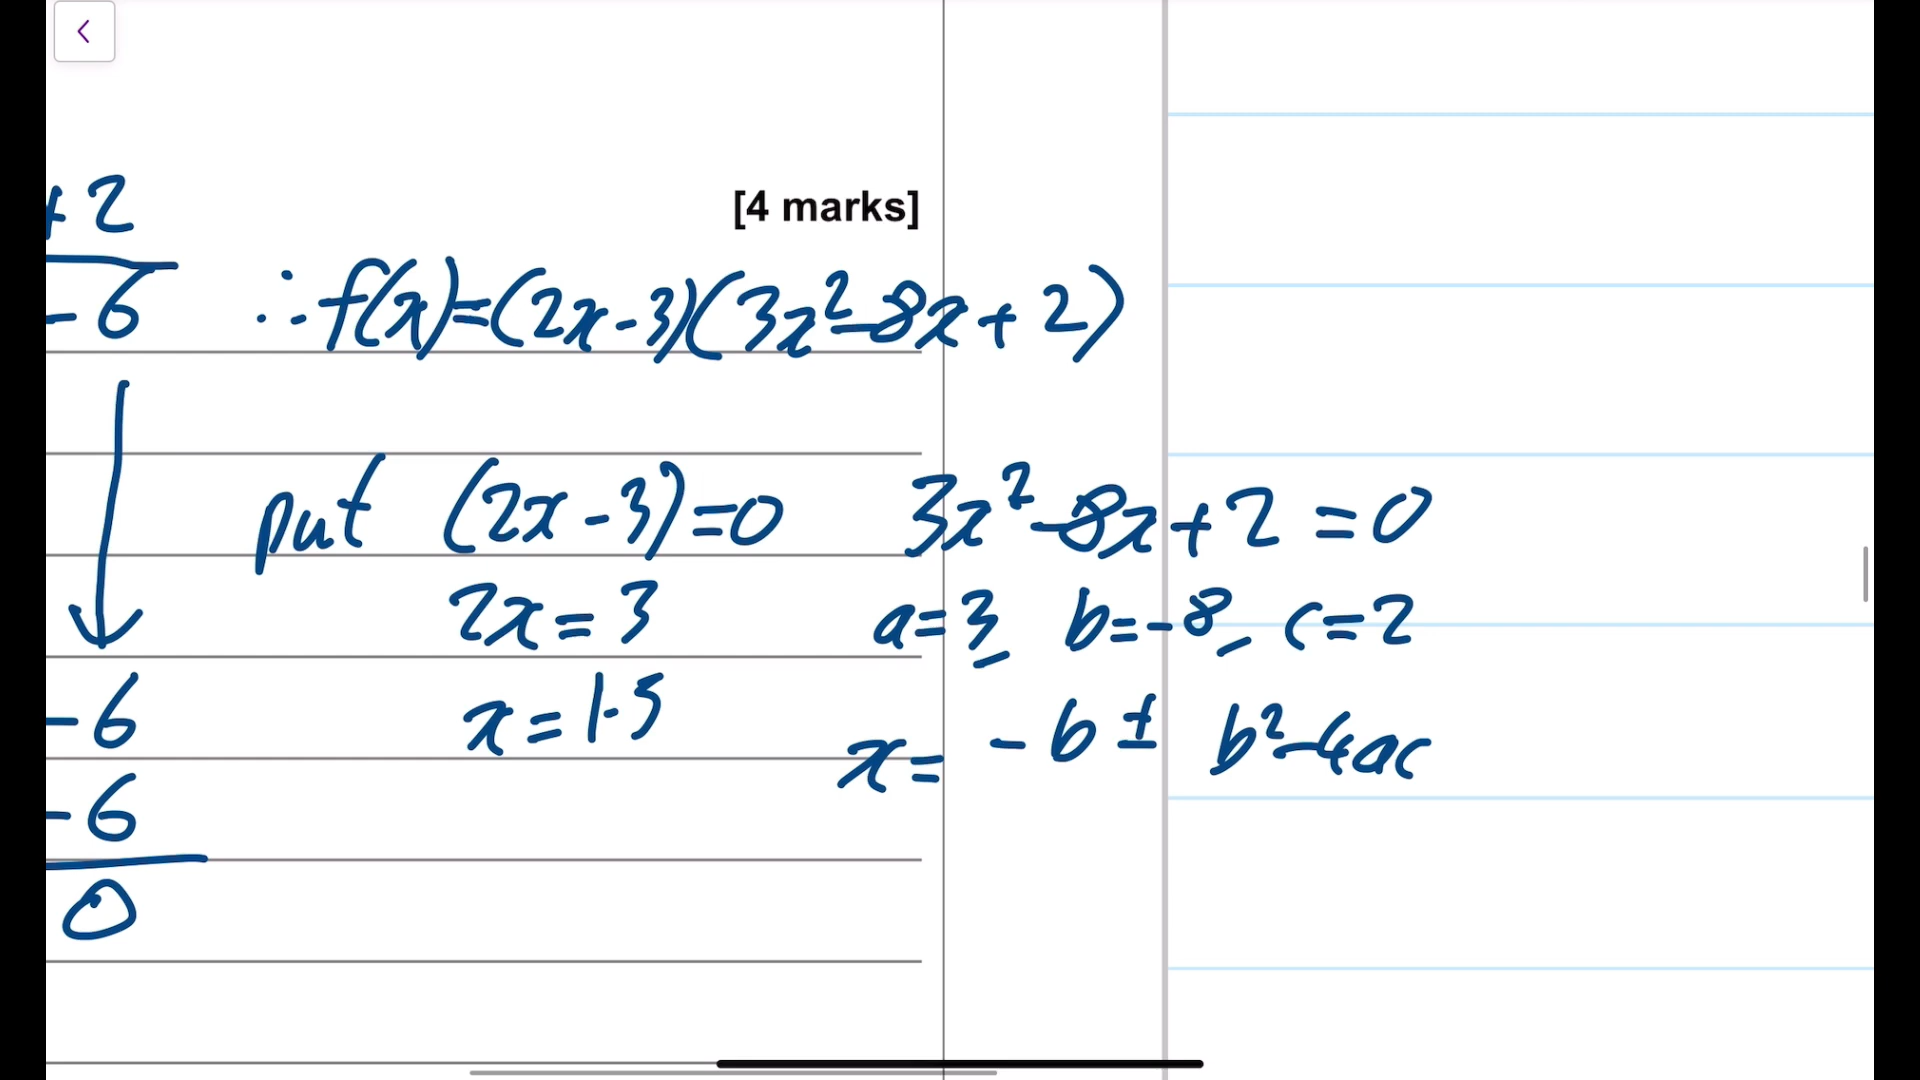 +2
[4 marks]
-6 ∴ f(x)=(2x-3)(3x²-8x+2)
put (2x-3)=0 3x²-8x+2=0
2x=3 a=3 b=-8 c=2
-6 x=1.5 x= -b± b²-4ac
-6
0